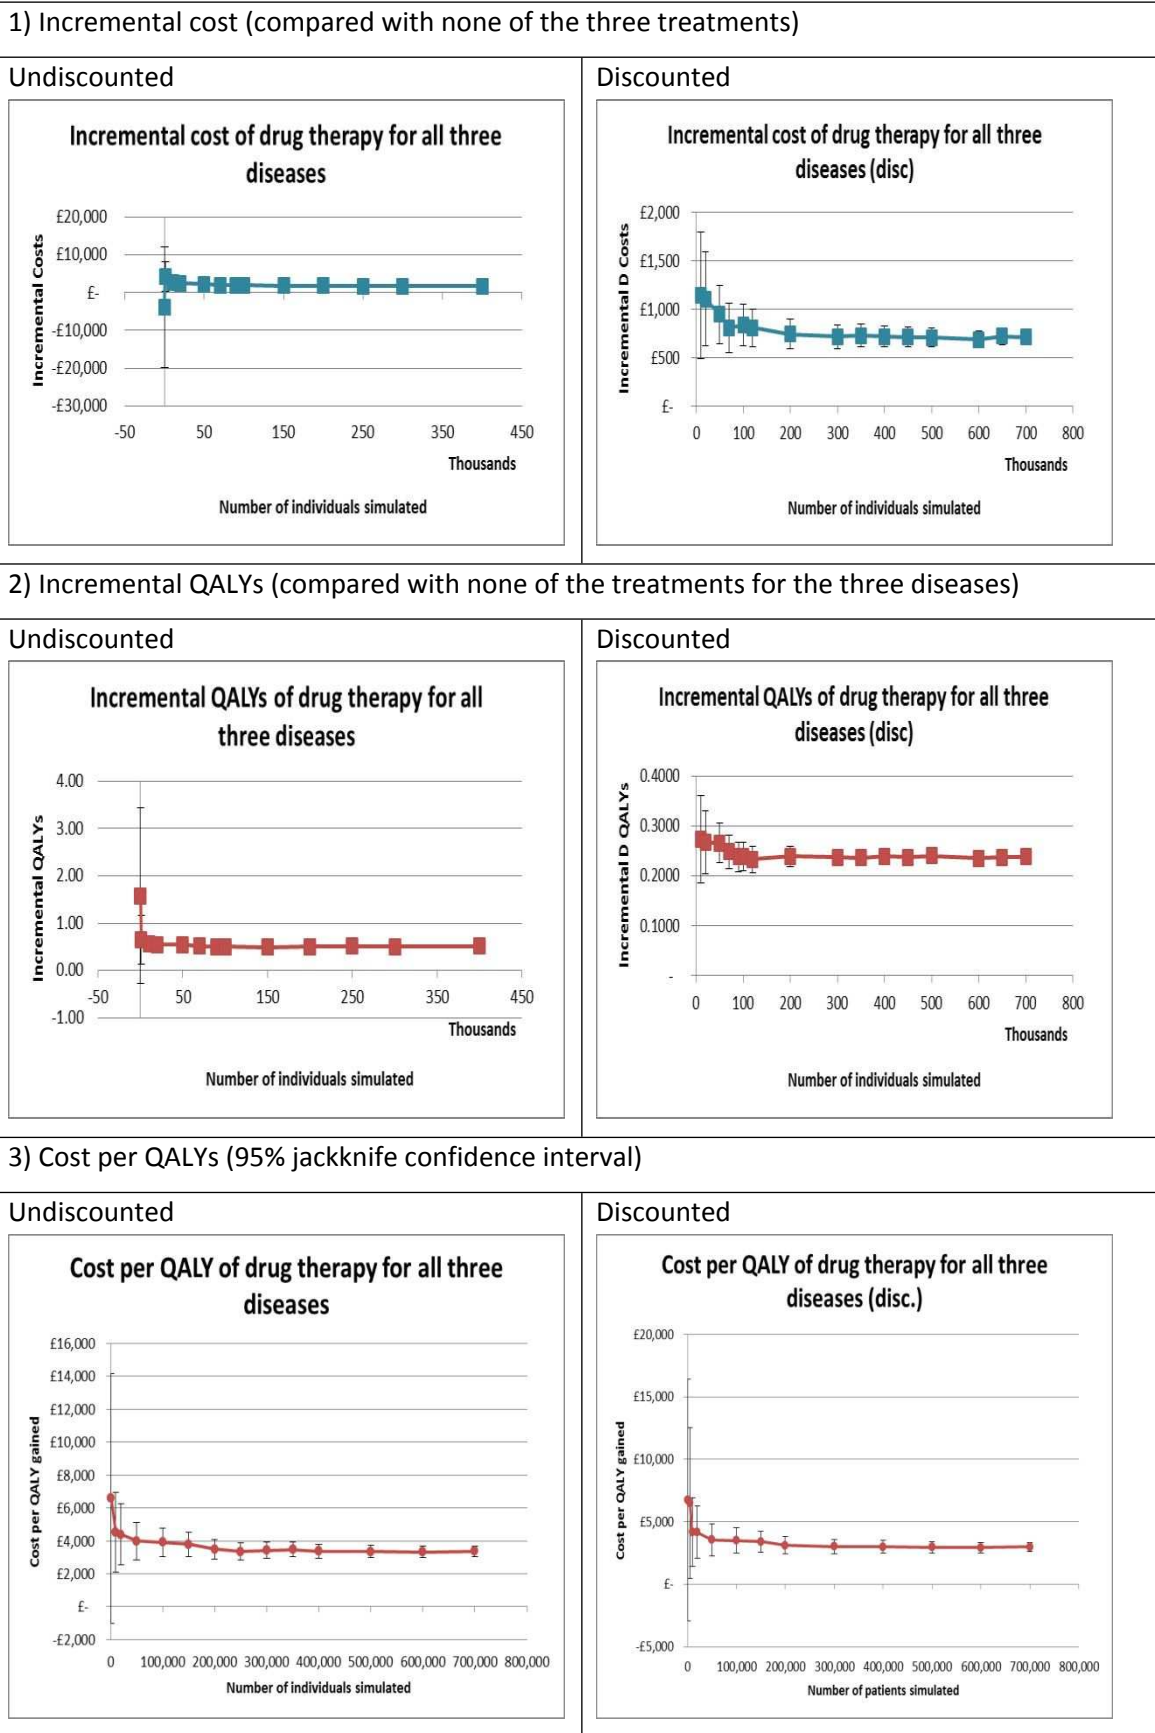 1) Incremental cost (compared with none of the three treatments)
Undiscounted
Incremental cost of drug therapy for all three
diseases
Incremental Costs
£20,000
£10,000
£-
-£10,000
-£20,000
-£30,000
-50 50 150 250 350 450
Thousands
Number of individuals simulated
Discounted
Incremental cost of drug therapy for all three
diseases (disc)
Incremental D Costs
£2,000
£1,500
£1,000
£500
£-
0 100 200 300 400 500 600 700 800
Thousands
Number of individuals simulated
2) Incremental QALYs (compared with none of the treatments for the three diseases)
Undiscounted
Incremental QALYs of drug therapy for all
three diseases
Incremental QALYs
4.00
3.00
2.00
1.00
0.00
-1.00
-50 50 150 250 350 450
Thousands
Number of individuals simulated
Discounted
Incremental QALYs of drug therapy for all three
diseases (disc)
Incremental D QALYs
0.4000
0.3000
0.2000
0.1000
-
0 100 200 300 400 500 600 700 800
Thousands
Number of individuals simulated
3) Cost per QALYs (95% jackknife confidence interval)
Undiscounted
Cost per QALY of drug therapy for all three
diseases
Cost per QALY gained
£16,000
£14,000
£12,000
£10,000
£8,000
£6,000
£4,000
£2,000
£-
-£2,000
0 100,000 200,000 300,000 400,000 500,000 600,000 700,000 800,000
Number of individuals simulated
Discounted
Cost per QALY of drug therapy for all three
diseases (disc.)
Cost per QALY gained
£20,000
£15,000
£10,000
£5,000
£-
-£5,000
0 100,000 200,000 300,000 400,000 500,000 600,000 700,000 800,000
Number of patients simulated